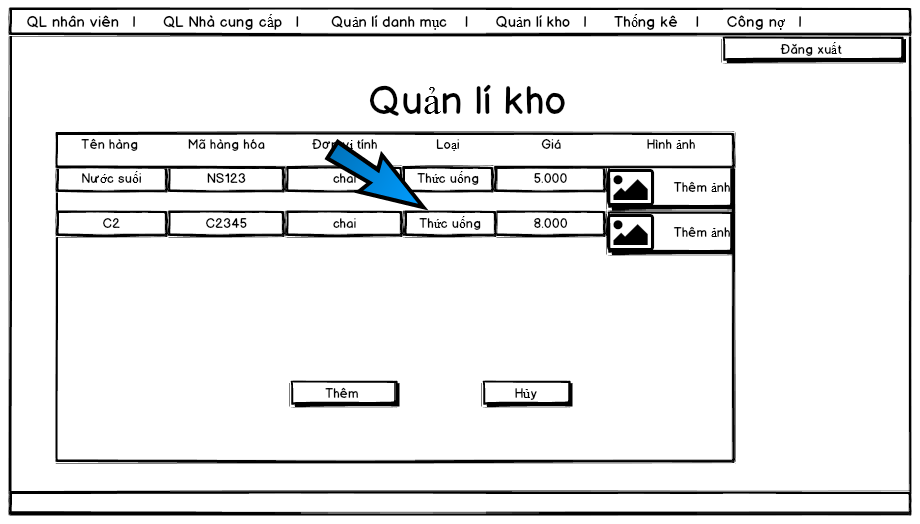 QL nhân viên | QL Nhà cung cấp | Quản lí danh mục | Quản lí kho | Thống kê | Công nợ |
Đăng xuất
Quản lí kho
Tên hàng Mã hàng hóa Đơn vị tính Loại Giá Hình ảnh
Nước suối NS123 chai Thức uống 5.000 Thêm ảnh
C2 C2345 chai Thức uống 8.000 Thêm ảnh
Thêm Hủy